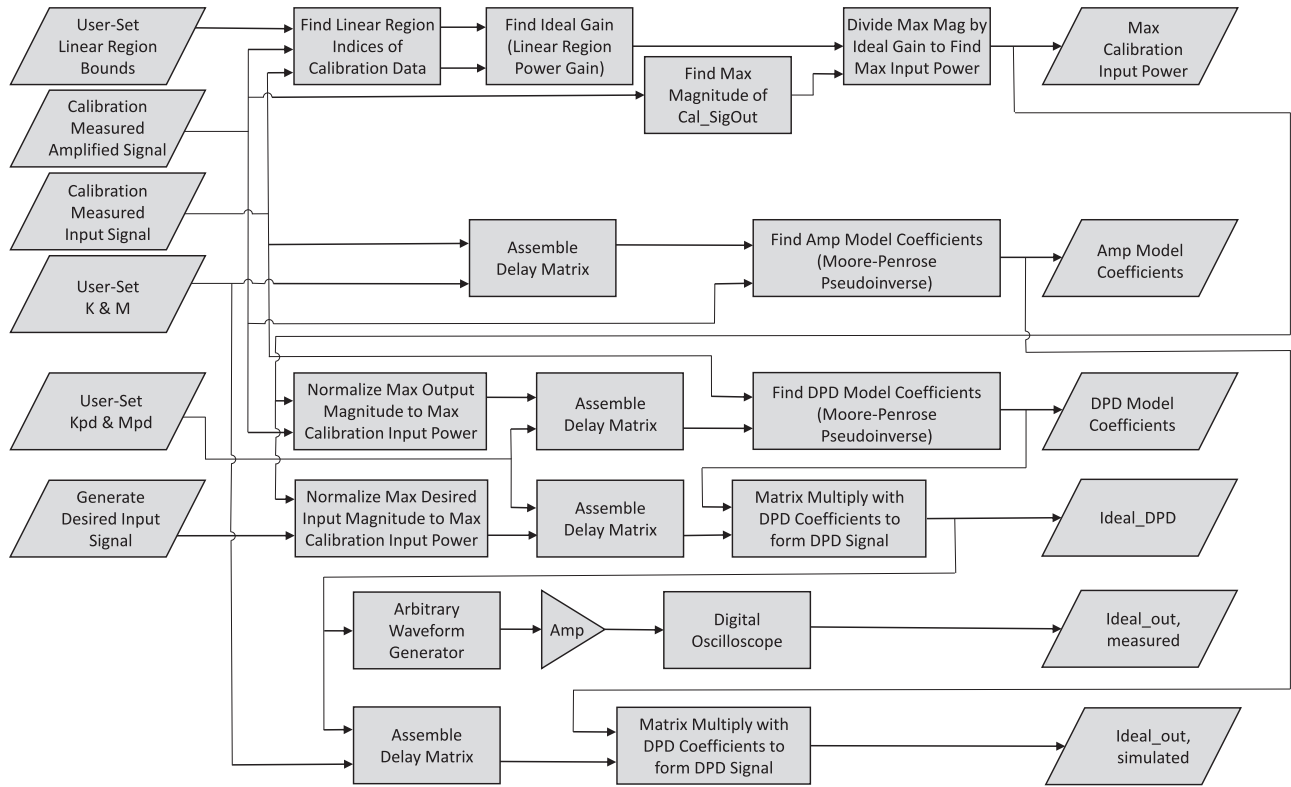 User-Set
Linear Region
Bounds
Find Linear Region
Indices of
Calibration Data
Find Ideal Gain
(Linear Region
Power Gain)
Divide Max Mag by
Ideal Gain to Find
Max Input Power
Max
Calibration
Input Power
Find Max
Magnitude of
Cal_SigOut
Calibration
Measured
Amplified Signal
Calibration
Measured
Input Signal
User-Set
K & M
Assemble
Delay Matrix
Find Amp Model Coefficients
(Moore-Penrose
Pseudoinverse)
Amp Model
Coefficients
User-Set
Kpd & Mpd
Normalize Max Output
Magnitude to Max
Calibration Input Power
Assemble
Delay Matrix
Find DPD Model Coefficients
(Moore-Penrose
Pseudoinverse)
DPD Model
Coefficients
Generate
Desired Input
Signal
Normalize Max Desired
Input Magnitude to Max
Calibration Input Power
Assemble
Delay Matrix
Matrix Multiply with
DPD Coefficients to
form DPD Signal
Ideal_DPD
Arbitrary
Waveform
Generator
Amp
Digital
Oscilloscope
Ideal_out,
measured
Assemble
Delay Matrix
Matrix Multiply with
DPD Coefficients to
form DPD Signal
Ideal_out,
simulated